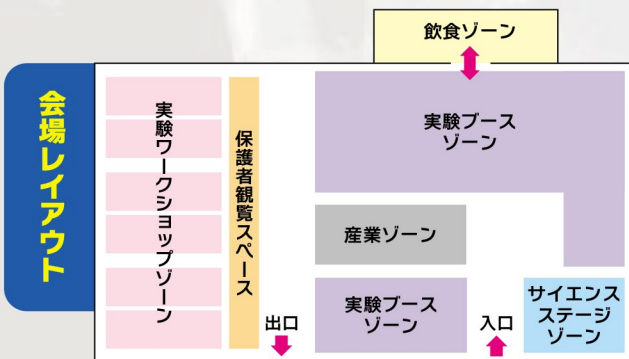 会場レイアウト
飲食ゾーン
実験ワークショップゾーン
保護者観覧スペース
実験ブース
ゾーン
産業ゾーン
実験ブース
ゾーン
サイエンス
ステージ
ゾーン
出口
入口